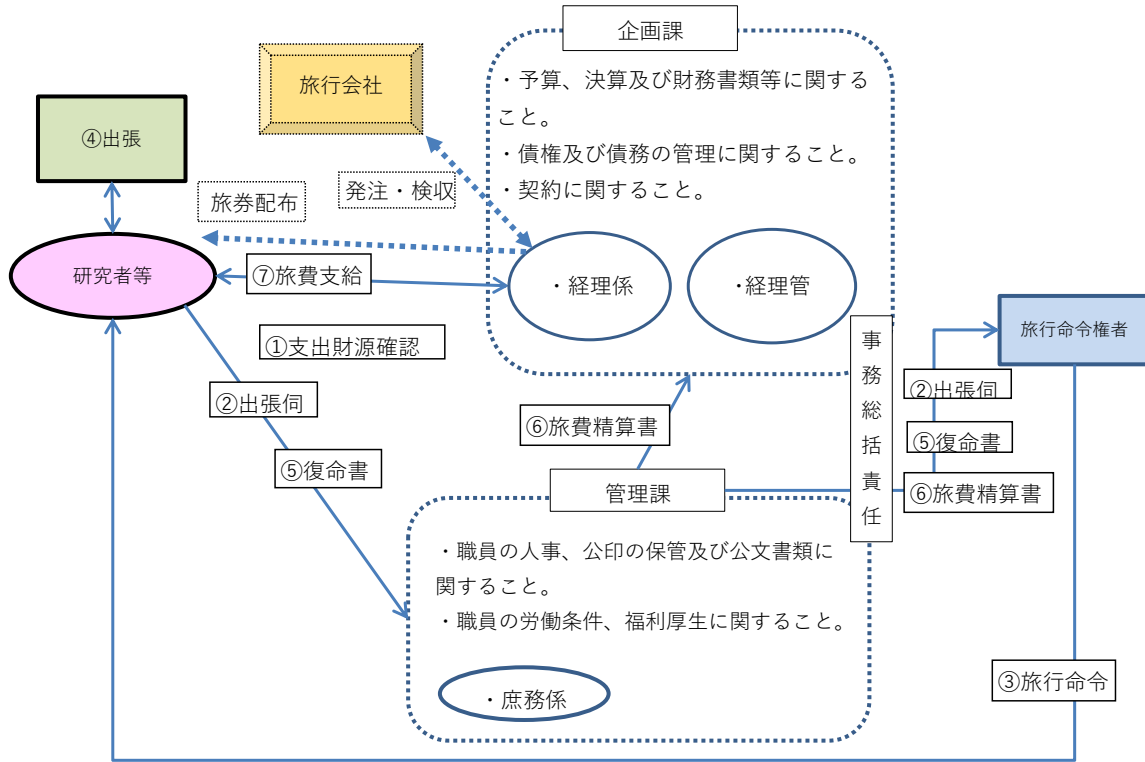 企画課
・予算、決算及び財務書類等に関する
こと。
・債権及び債務の管理に関すること。
・契約に関すること。
旅行会社
④出張
発注・検収
旅券配布
研究者等
⑦旅費支給
・経理係
・経理管
①支出財源確認
旅行命令権者
事務総括責任
②出張伺
②出張伺
⑥旅費精算書
⑤復命書
⑤復命書
⑥旅費精算書
管理課
・職員の人事、公印の保管及び公文書類に
関すること。
・職員の労働条件、福利厚生に関すること。
・庶務係
③旅行命令